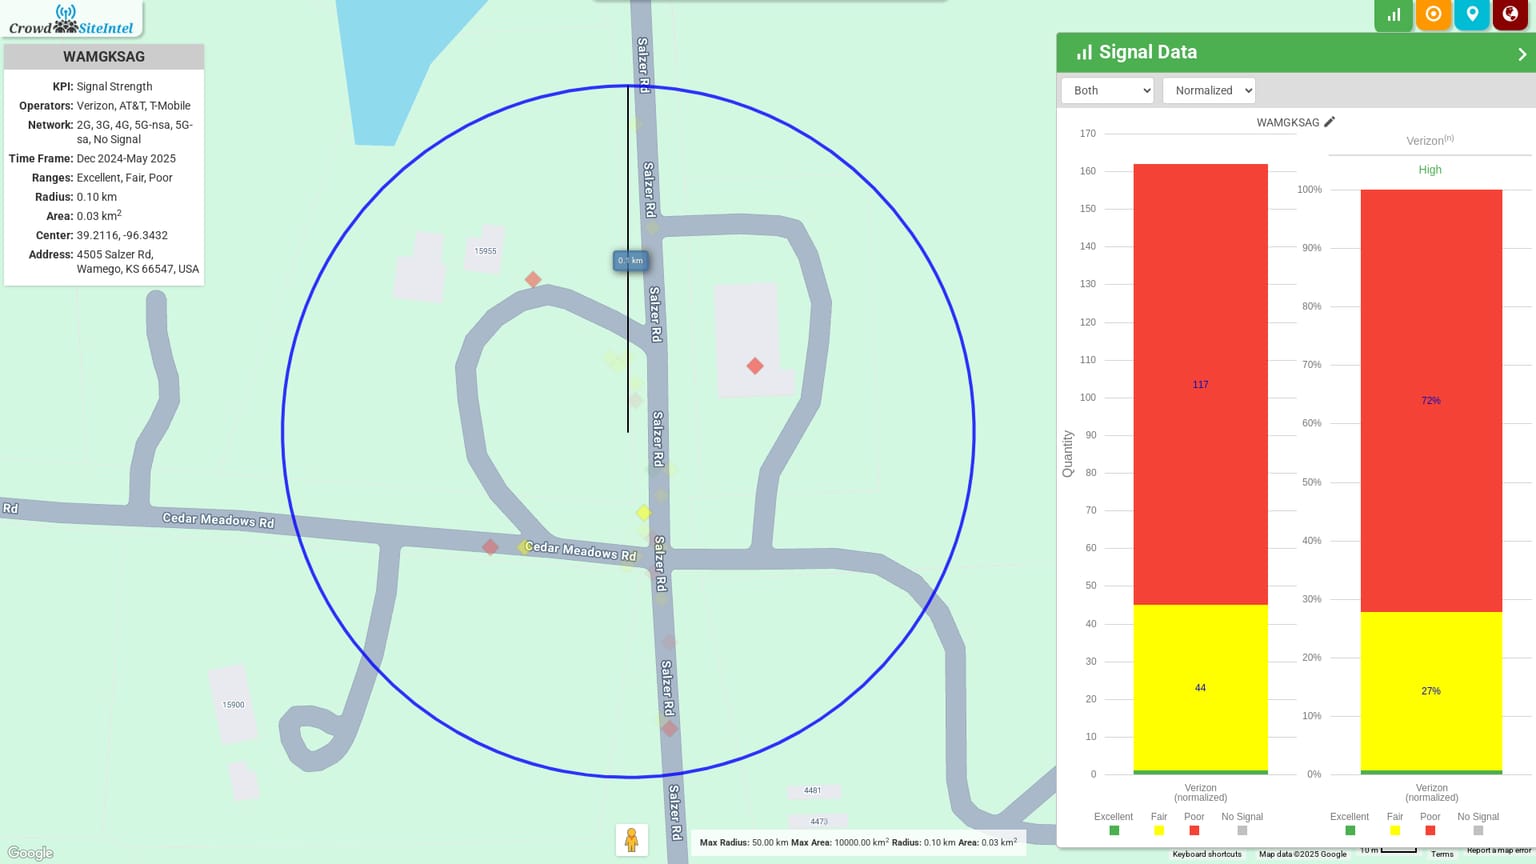 Crowd SiteIntel
WAMGKSAG
KPI: Signal Strength
Operators: Verizon, AT&T, T-Mobile
Network: 2G, 3G, 4G, 5G-nsa, 5G-
sa, No Signal
Time Frame: Dec 2024-May 2025
Ranges: Excellent, Fair, Poor
Radius: 0.10 km
Area: 0.03 km²
Center: 39.2116, -96.3432
Address: 4505 Salzer Rd,
Wamego, KS 66547, USA
Salzer Rd
Salzer Rd
15955
0.1 km
Salzer Rd
Salzer Rd
Rd
Cedar Meadows Rd
Cedar Meadows Rd
Salzer Rd
Salzer Rd
15900
Salzer Rd
4481
4473
Google
Max Radius: 50.00 km Max Area: 10000.00 km² Radius: 0.10 km Area: 0.03 km²
Signal Data
Both
Normalized
WAMGKSAG
Verizon(n)
High
Quantity
170
160
150
140
130
120
110
100
90
80
70
60
50
40
30
20
10
0
117
44
Verizon
(normalized)
Excellent Fair Poor No Signal
100%
90%
80%
70%
60%
50%
40%
30%
20%
10%
0%
72%
27%
Verizon
(normalized)
Excellent Fair Poor No Signal
Keyboard shortcuts Map data ©2025 Google 10 m Terms Report a map error